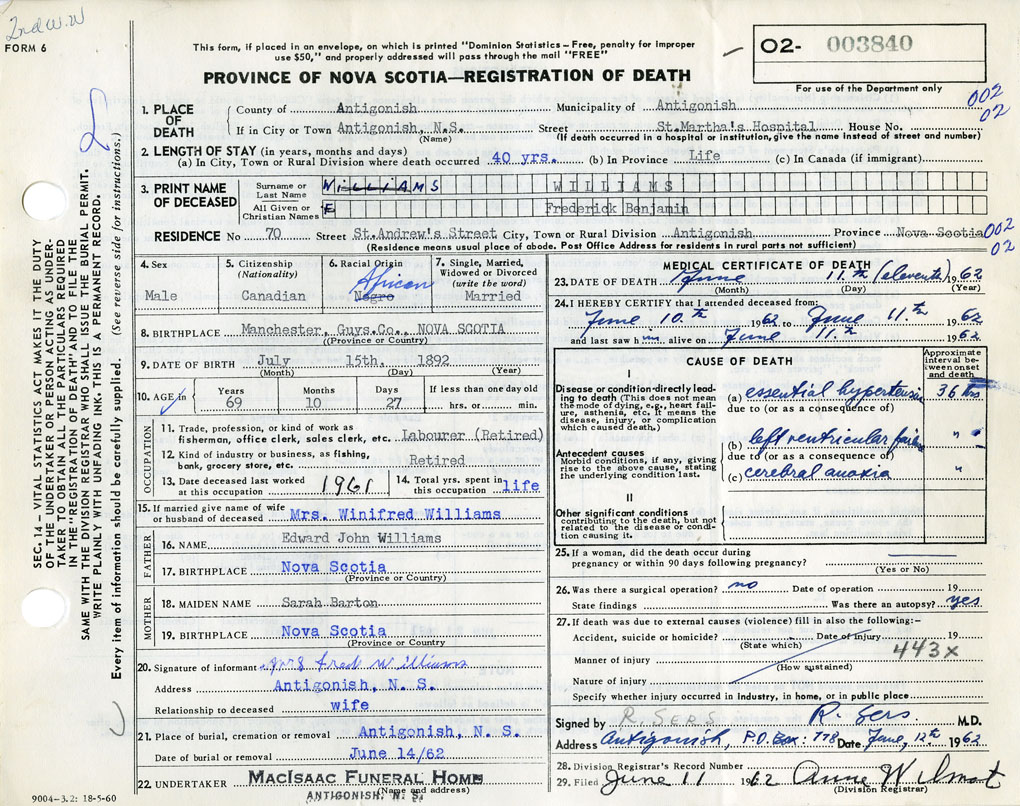 2nd W.W
FORM 6
This form, if placed in an envelope, on which is printed "Dominion Statistics – Free, penalty for improper
use $50," and properly addressed will pass through the mail "FREE"
O2- 003840
For use of the Department only
PROVINCE OF NOVA SCOTIA—REGISTRATION OF DEATH
SEC. 14 – VITAL STATISTICS ACT MAKES IT THE DUTY
OF THE UNDERTAKER OR PERSON ACTING AS UNDER-
TAKER TO OBTAIN ALL THE PARTICULARS REQUIRED
IN THE "REGISTRATION OF DEATH" AND TO FILE THE
SAME WITH THE DIVISION REGISTRAR WHO SHALL ISSUE THE BURIAL PERMIT.
WRITE PLAINLY WITH UNFADING INK. THIS IS A PERMANENT RECORD.
Every item of information should be carefully supplied. (See reverse side for instructions.)
1. PLACE OF DEATH
County of Antigonish Municipality of Antigonish 002
02
If in City or Town Antigonish, N.S. Street St.Martha's Hospital House No.
(Name) (If death occurred in a hospital or institution, give the name instead of street and number)
2. LENGTH OF STAY (in years, months and days)
(a) In City, Town or Rural Division where death occurred 40 yrs. (b) In Province Life (c) In Canada (if immigrant)
3. PRINT NAME OF DECEASED
Surname or Last Name WILLIAMS WILLIAMS
All Given or Christian Names F Frederick Benjamin
RESIDENCE No 70 Street St.Andrew's Street City, Town or Rural Division Antigonish Province Nova Scotia 002
02
(Residence means usual place of abode. Post Office Address for residents in rural parts not sufficient)
4. Sex
Male
5. Citizenship
(Nationality)
Canadian
6. Racial Origin
African
Negro
7. Single, Married,
Widowed or Divorced
(write the word)
Married
8. BIRTHPLACE Manchester, Guys.Co., NOVA SCOTIA
(Province or Country)
9. DATE OF BIRTH July 15th, 1892
(Month) (Day) (Year)
10. AGE in
Years Months Days If less than one day old
69 10 27 hrs. or min.
OCCUPATION
11. Trade, profession, or kind of work as
fisherman, office clerk, sales clerk, etc. Labourer (Retired)
12. Kind of industry or business, as fishing,
bank, grocery store, etc. Retired
13. Date deceased last worked
at this occupation 1961
14. Total yrs. spent in
this occupation life
15. If married give name of wife
or husband of deceased Mrs. Winifred Williams
FATHER
16. NAME Edward John Williams
17. BIRTHPLACE Nova Scotia
(Province or Country)
MOTHER
18. MAIDEN NAME Sarah Barton
19. BIRTHPLACE Nova Scotia
(Province or Country)
20. Signature of informant Mrs fred Williams
Address Antigonish, N. S.
Relationship to deceased wife
21. Place of burial, cremation or removal Antigonish, N. S.
Date of burial or removal June 14/62
22. UNDERTAKER MacIsaac Funeral Home
(Name and address)
ANTIGONISH, N. S.
9004–3.2: 18-5-60
MEDICAL CERTIFICATE OF DEATH
23. DATE OF DEATH June 11th (eleventh) 1962
(Month) (Day) (Year)
24. I HEREBY CERTIFY that I attended deceased from:
June 10th 1962 to June 11th 1962
and last saw him alive on June 11th 1962
CAUSE OF DEATH
Approximate
interval be-
tween onset
and death
I
Disease or condition directly lead-
ing to death (This does not mean
the mode of dying, e.g., heart fail-
ure, asthenia, etc. It means the
disease, injury, or complication
which caused death.)
(a) essential hypertension 36 hrs
due to (or as a consequence of)
(b) left ventricular failure "
Antecedent causes
Morbid conditions, if any, giving
rise to the above cause, stating
the underlying condition last.
due to (or as a consequence of)
(c) cerebral anoxia "
II
Other significant conditions
contributing to the death, but not
related to the disease or condi-
tion causing it.
25. If a woman, did the death occur during
pregnancy or within 90 days following pregnancy?
(Yes or No)
26. Was there a surgical operation? no Date of operation 19
State findings Was there an autopsy? yes
27. If death was due to external causes (violence) fill in also the following:–
Accident, suicide or homicide? Date of injury 19
(State which)
443x
Manner of injury
(How sustained)
Nature of injury
Specify whether injury occurred in industry, in home, or in public place
Signed by R. SERS R. Sers M.D.
Address Antigonish, P.O. Box: 778 Date June, 12th 1962
28. Division Registrar's Record Number
29. Filed June 11 1962 Anne Wilmot
(Division Registrar)